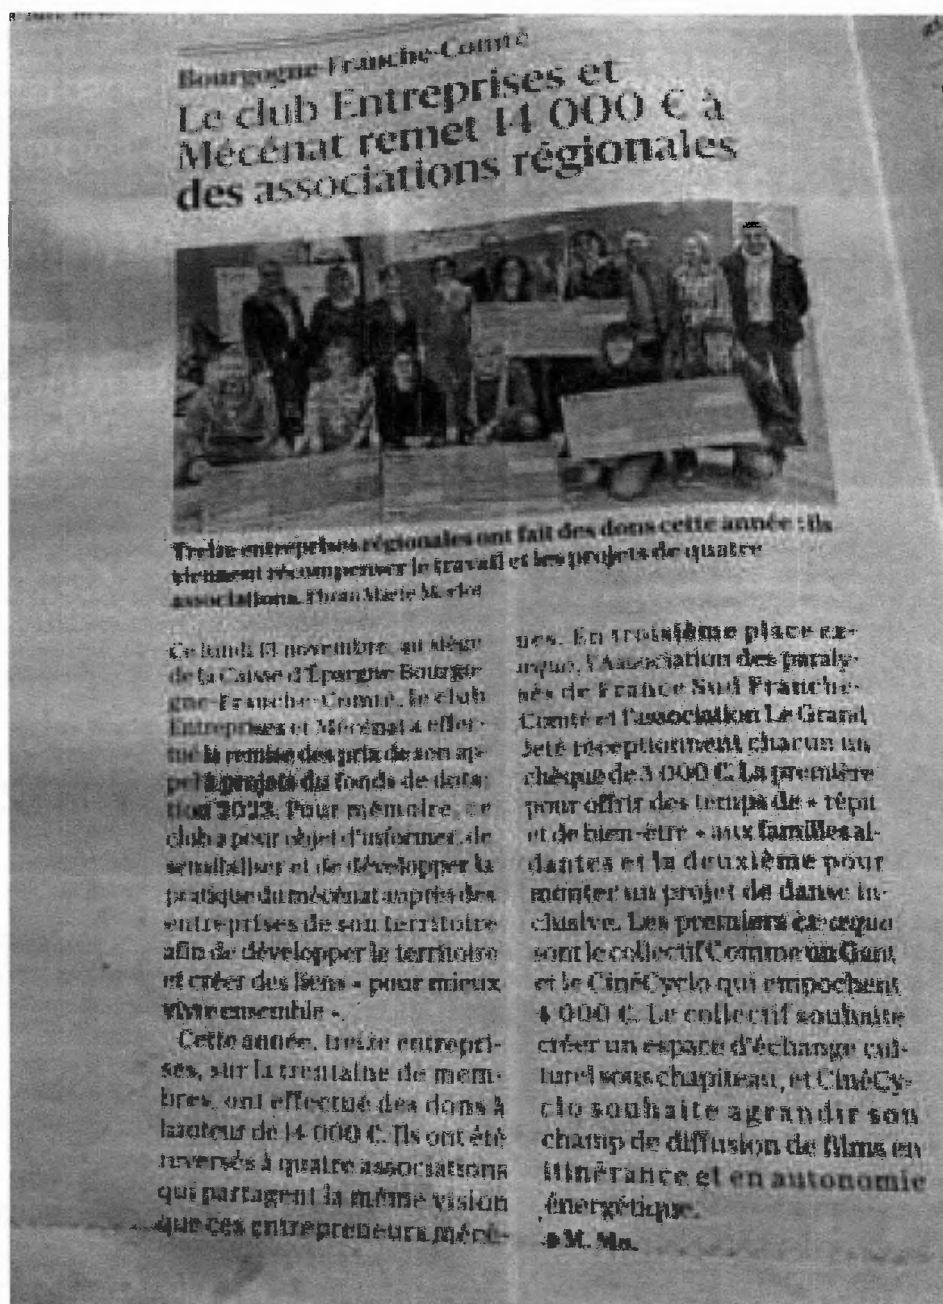 Bourgogne-Franche-Comté
Le club Entreprises et
Mécénat remet 14 000 € à
des associations régionales
Treize entreprises régionales ont fait des dons cette année : ils
viennent récompenser le travail et les projets de quatre
associations. Photo Marie Morlot
Ce lundi 13 novembre, au siège
de la Caisse d'Épargne Bourgo-
gne-Franche-Comté, le club
Entreprises et Mécénat a effec-
tué la remise des prix de son ap-
pel à projets du fonds de dota-
tion 2023. Pour mémoire, ce
club a pour objet d'informer, de
sensibiliser et de développer la
pratique du mécénat auprès des
entreprises de son territoire
afin de développer le territoire
et créer des liens « pour mieux
vivre ensemble ».
Cette année, treize entrepri-
ses, sur la trentaine de mem-
bres, ont effectué des dons à
hauteur de 14 000 €. Ils ont été
reversés à quatre associations
qui partagent la même vision
que ces entrepreneurs mécè-
nes. En troisième place ex-
aequo, l'Association des paraly-
sés de France Sud Franche-
Comté et l'association Le Grand
Jeté réceptionnent chacun un
chèque de 3 000 €. La première
pour offrir des temps de « répit
et de bien-être » aux familles ai-
dantes et la deuxième pour
monter un projet de danse in-
clusive. Les premiers ex æquo
sont le collectif Comme un Gant
et le CinéCyclo qui empochent
4 000 €. Le collectif souhaite
créer un espace d'échange cul-
turel sous chapiteau, et CinéCy-
clo souhaite agrandir son
champ de diffusion de films en
itinérance et en autonomie
énergétique.
● M. Mo.